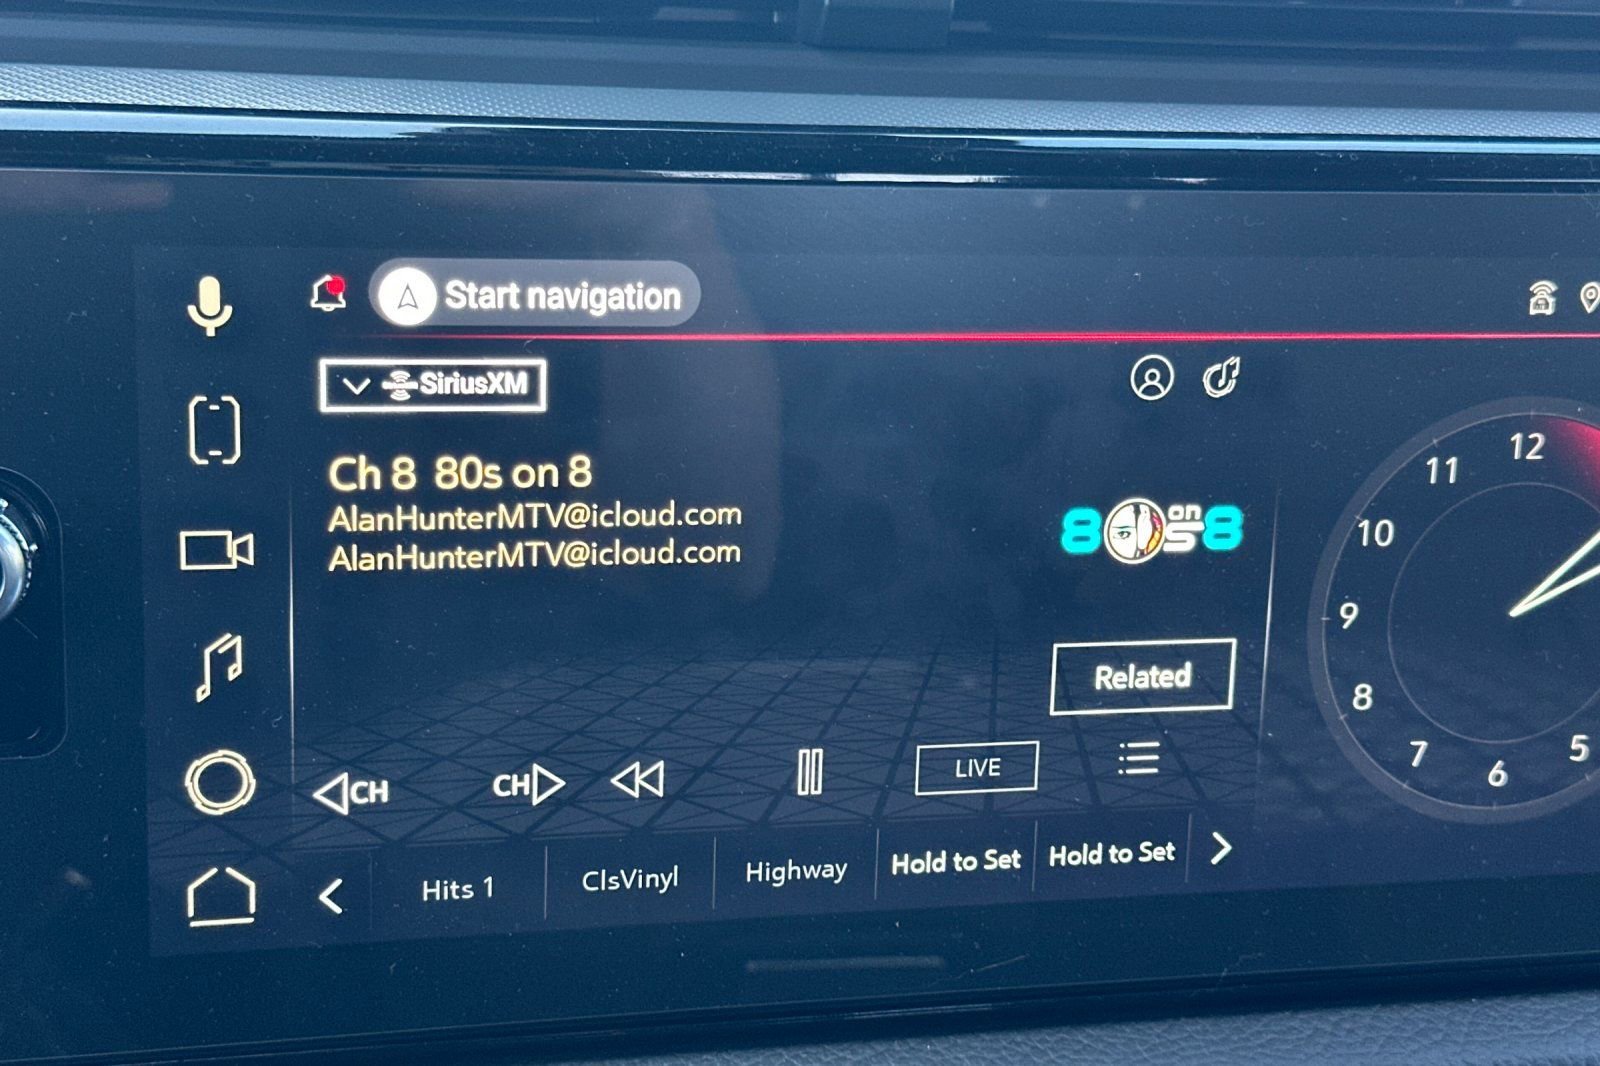 Start navigation
SiriusXM
Ch 8 80s on 8
AlanHunterMTV@icloud.com
AlanHunterMTV@icloud.com
80s on 8
Related
CH
CH
LIVE
Hits 1
ClsVinyl
Highway
Hold to Set
Hold to Set
12
11
10
9
8
7
6
5